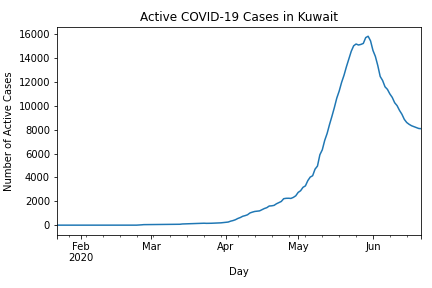 Active COVID-19 Cases in Kuwait
Number of Active Cases
16000
14000
12000
10000
8000
6000
4000
2000
0
Feb Mar Apr May Jun
2020
Day